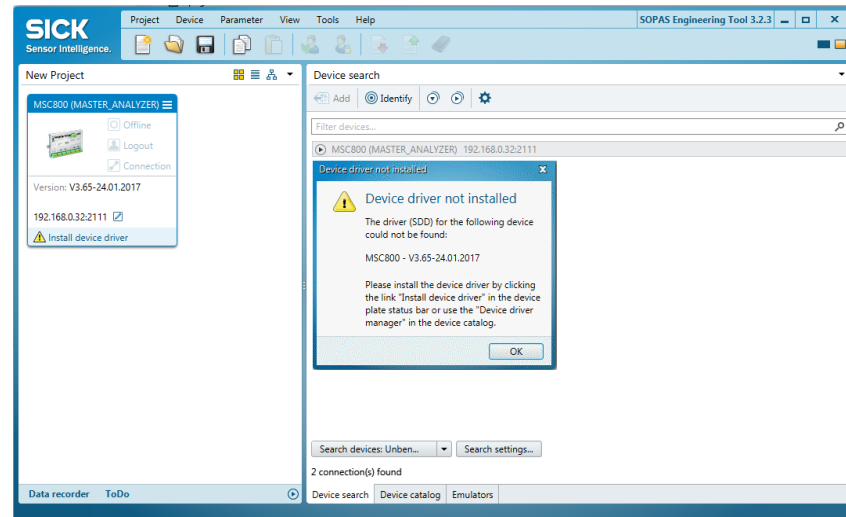 SICK
Sensor Intelligence.
Project Device Parameter View Tools Help
SOPAS Engineering Tool 3.2.3
New Project
MSC800 (MASTER_ANALYZER)
Offline
Logout
Connection
Version: V3.65-24.01.2017
192.168.0.32:2111
Install device driver
Data recorder ToDo
Device search
Add Identify
Filter devices...
MSC800 (MASTER_ANALYZER) 192.168.0.32:2111
Device driver not installed
Device driver not installed
The driver (SDD) for the following device
could not be found:
MSC800 - V3.65-24.01.2017
Please install the device driver by clicking
the link "Install device driver" in the device
plate status bar or use the "Device driver
manager" in the device catalog.
OK
Search devices: Unben... Search settings...
2 connection(s) found
Device search Device catalog Emulators